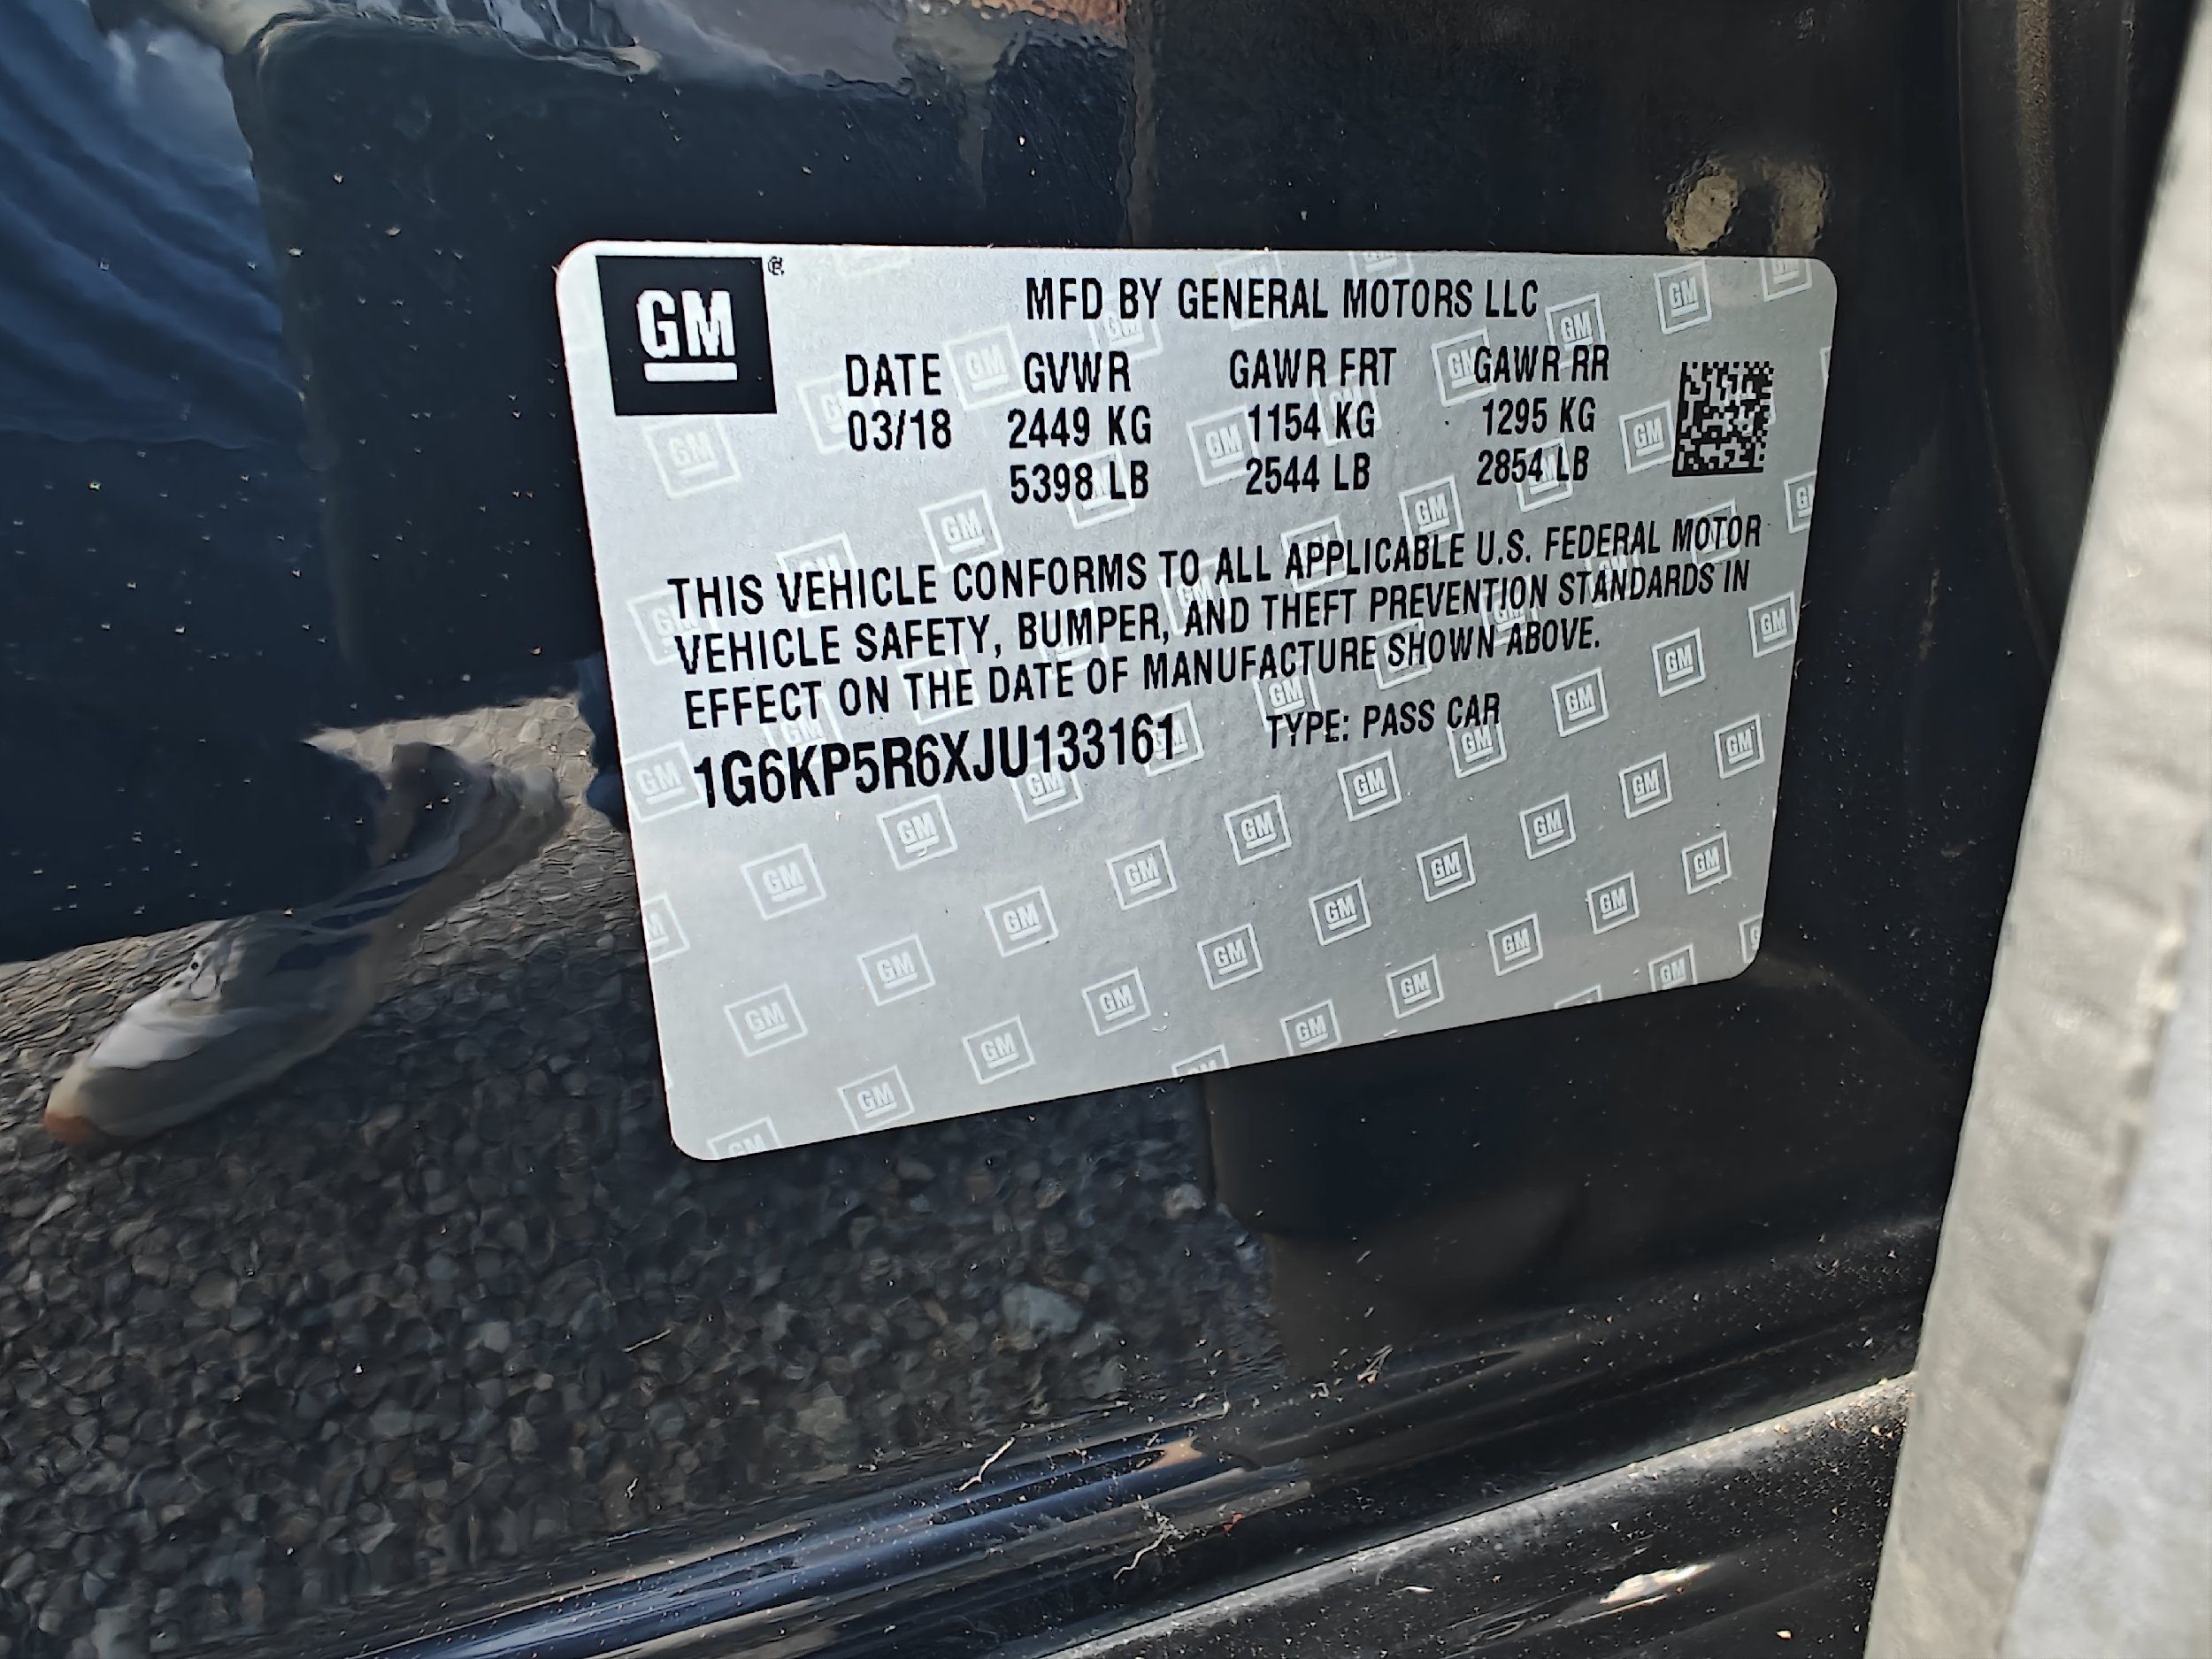 GM
MFD BY GENERAL MOTORS LLC
DATE GVWR GAWR FRT GAWR RR
03/18 2449 KG 1154 KG 1295 KG
5398 LB 2544 LB 2854 LB
THIS VEHICLE CONFORMS TO ALL APPLICABLE U.S. FEDERAL MOTOR
VEHICLE SAFETY, BUMPER, AND THEFT PREVENTION STANDARDS IN
EFFECT ON THE DATE OF MANUFACTURE SHOWN ABOVE.
1G6KP5R6XJU133161 TYPE: PASS CAR